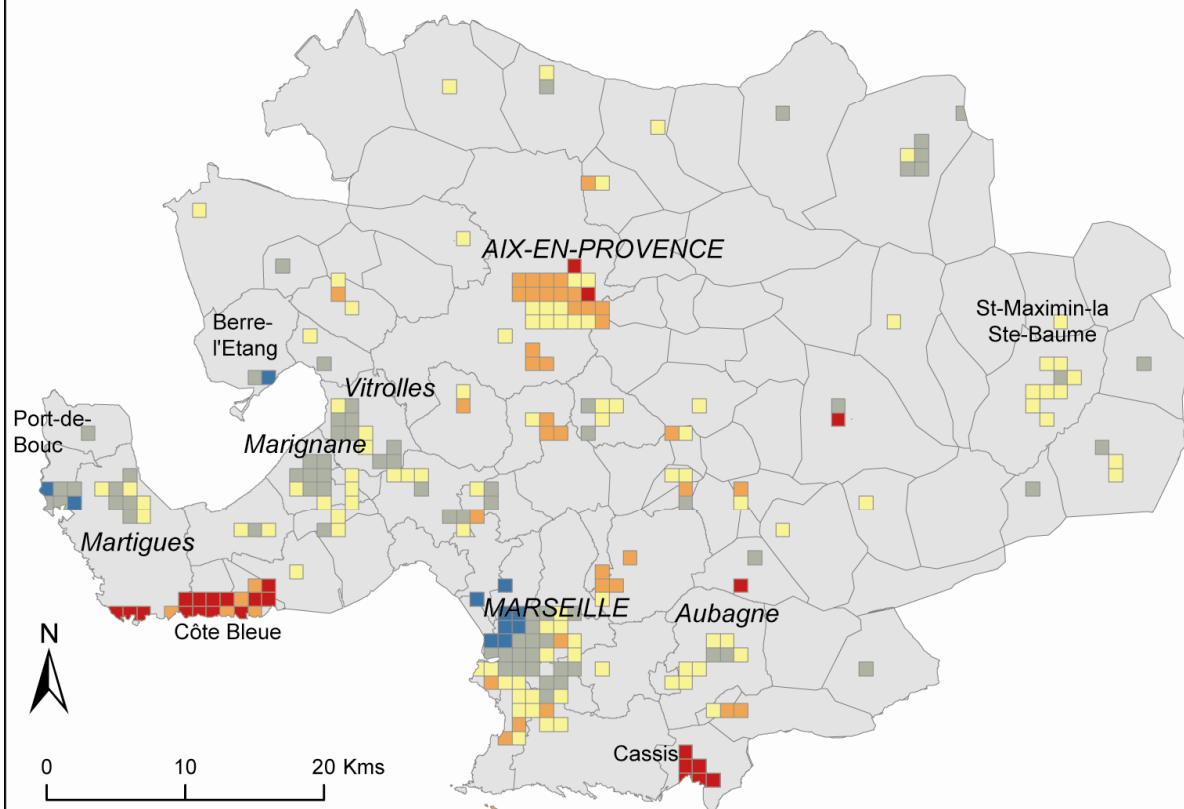 AIX-EN-PROVENCE
St-Maximin-la
Ste-Baume
Berre-
l'Etang
Vitrolles
Port-de-
Bouc
Marignane
Martigues
MARSEILLE
Aubagne
Côte Bleue
N
Cassis
0 10 20 Kms